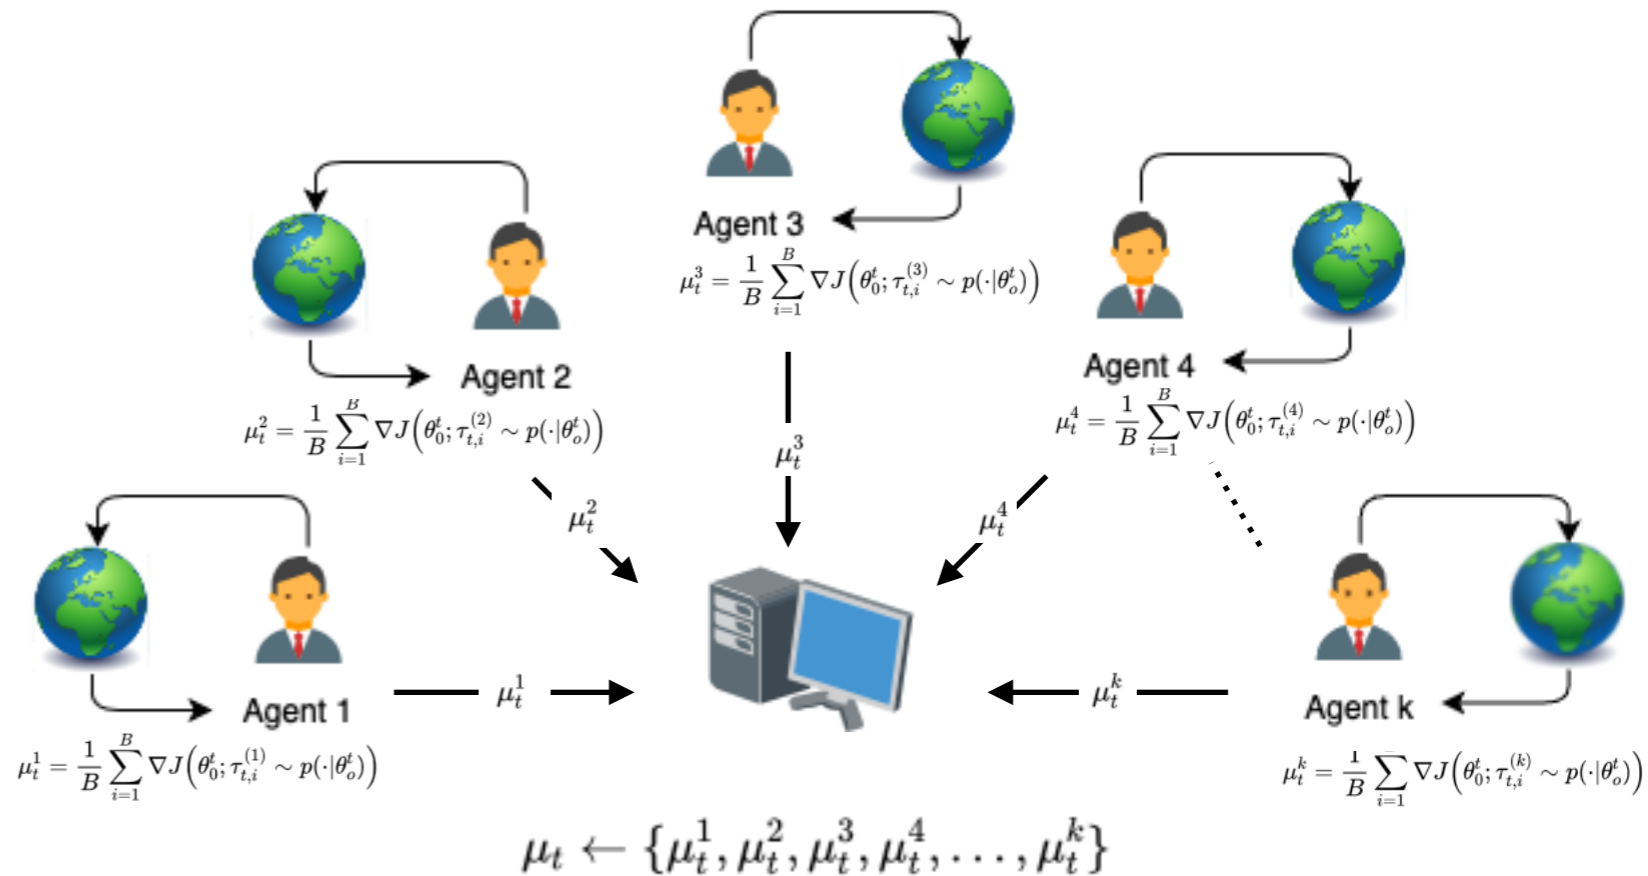 Agent 3
μ_t^3 = 1/B ∑_{i=1}^{B} ∇J(θ_0^t; τ_{t,i}^{(3)} ∼ p(·|θ_o^t))
Agent 2
μ_t^2 = 1/B ∑_{i=1}^{B} ∇J(θ_0^t; τ_{t,i}^{(2)} ∼ p(·|θ_o^t))
Agent 4
μ_t^4 = 1/B ∑_{i=1}^{B} ∇J(θ_0^t; τ_{t,i}^{(4)} ∼ p(·|θ_o^t))
μ_t^3
μ_t^2
μ_t^4
Agent 1
μ_t^1 = 1/B ∑_{i=1}^{B} ∇J(θ_0^t; τ_{t,i}^{(1)} ∼ p(·|θ_o^t))
μ_t^1
μ_t^k
Agent k
μ_t^k = 1/B ∑_{i=1} ∇J(θ_0^t; τ_{t,i}^{(k)} ∼ p(·|θ_o^t))
μ_t ← {μ_t^1, μ_t^2, μ_t^3, μ_t^4, . . . , μ_t^k}